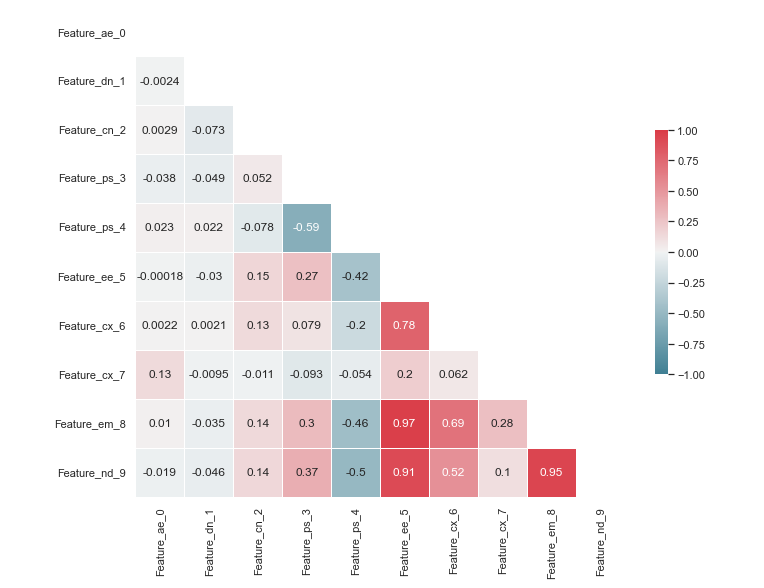 Feature_ae_0
Feature_dn_1 -0.0024
Feature_cn_2 0.0029 -0.073
Feature_ps_3 -0.038 -0.049 0.052
Feature_ps_4 0.023 0.022 -0.078 -0.59
Feature_ee_5 -0.00018 -0.03 0.15 0.27 -0.42
Feature_cx_6 0.0022 0.0021 0.13 0.079 -0.2 0.78
Feature_cx_7 0.13 -0.0095 -0.011 -0.093 -0.054 0.2 0.062
Feature_em_8 0.01 -0.035 0.14 0.3 -0.46 0.97 0.69 0.28
Feature_nd_9 -0.019 -0.046 0.14 0.37 -0.5 0.91 0.52 0.1 0.95
Feature_ae_0
Feature_dn_1
Feature_cn_2
Feature_ps_3
Feature_ps_4
Feature_ee_5
Feature_cx_6
Feature_cx_7
Feature_em_8
Feature_nd_9
1.00
0.75
0.50
0.25
0.00
−0.25
−0.50
−0.75
−1.00